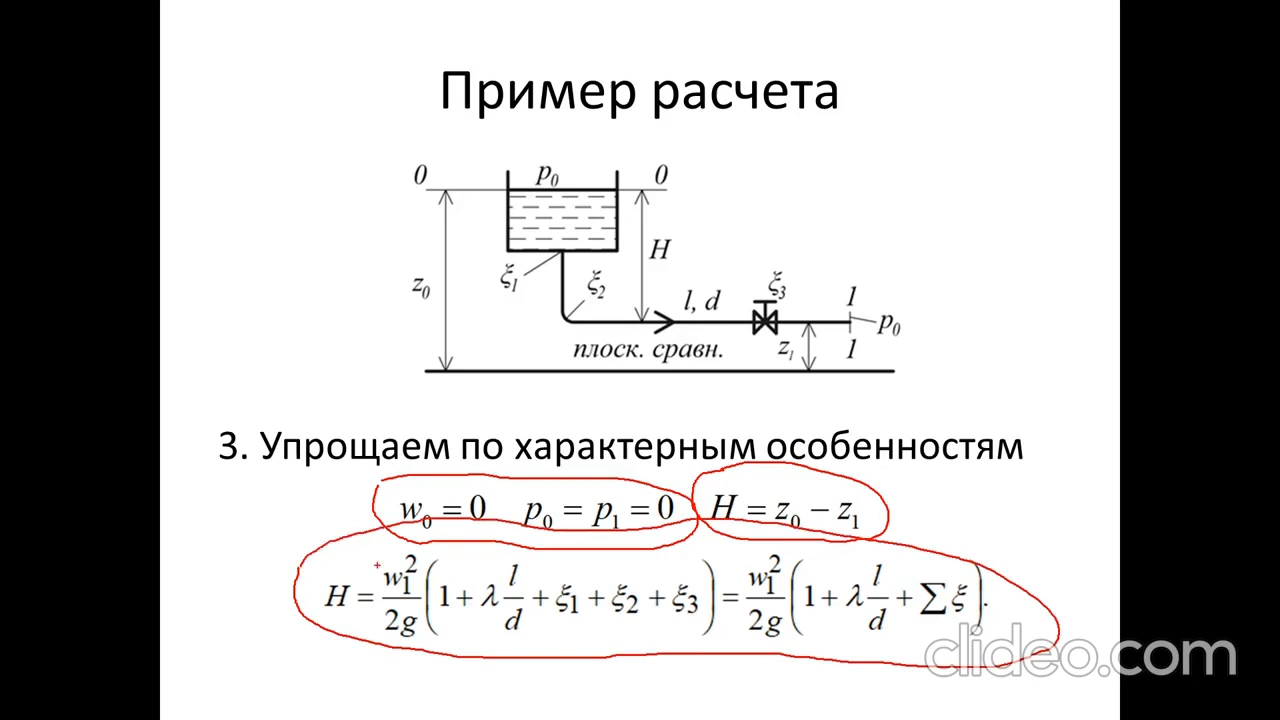 Пример расчета
0 p₀ 0
H
z₀ ξ₁ ξ₂ l, d ξ₃ 1
p₀
плоск. сравн. z₁ 1
3. Упрощаем по характерным особенностям
w₀ = 0 p₀ = p₁ = 0 H = z₀ − z₁
H = w₁²/2g (1 + λ l/d + ξ₁ + ξ₂ + ξ₃) = w₁²/2g (1 + λ l/d + ∑ξ).
clideo.com